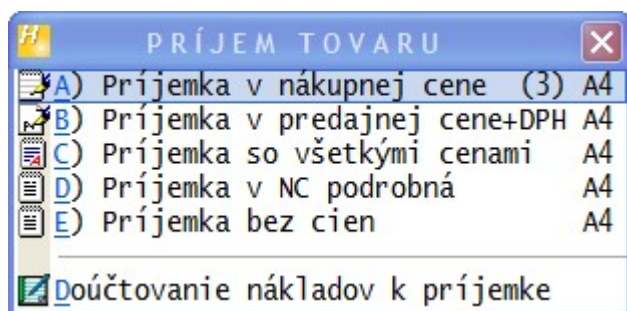 H PRÍJEM TOVARU
A) Príjemka v nákupnej cene (3) A4
B) Príjemka v predajnej cene+DPH A4
C) Príjemka so všetkými cenami A4
D) Príjemka v NC podrobná A4
E) Príjemka bez cien A4
Doúčtovanie nákladov k príjemke